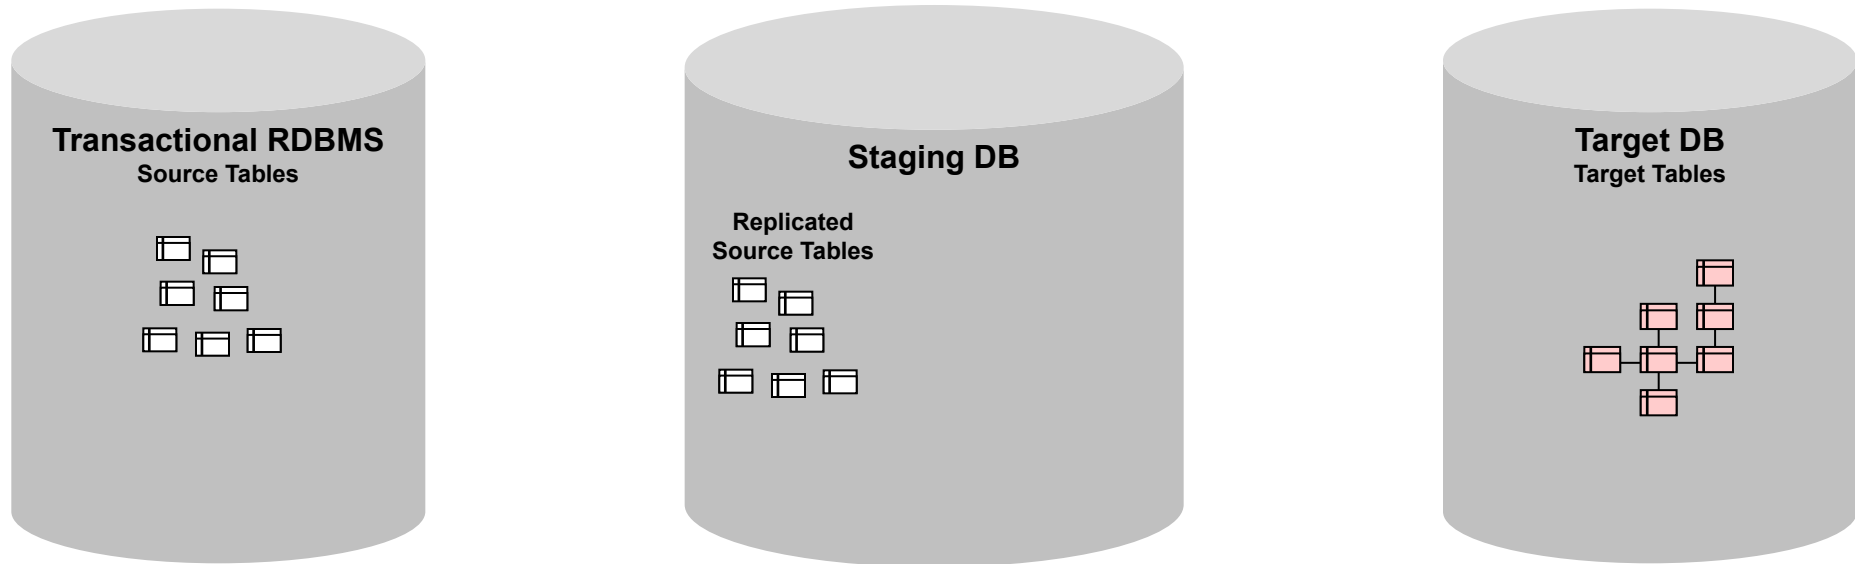 Transactional RDBMS
Source Tables
Staging DB
Replicated
Source Tables
Target DB
Target Tables